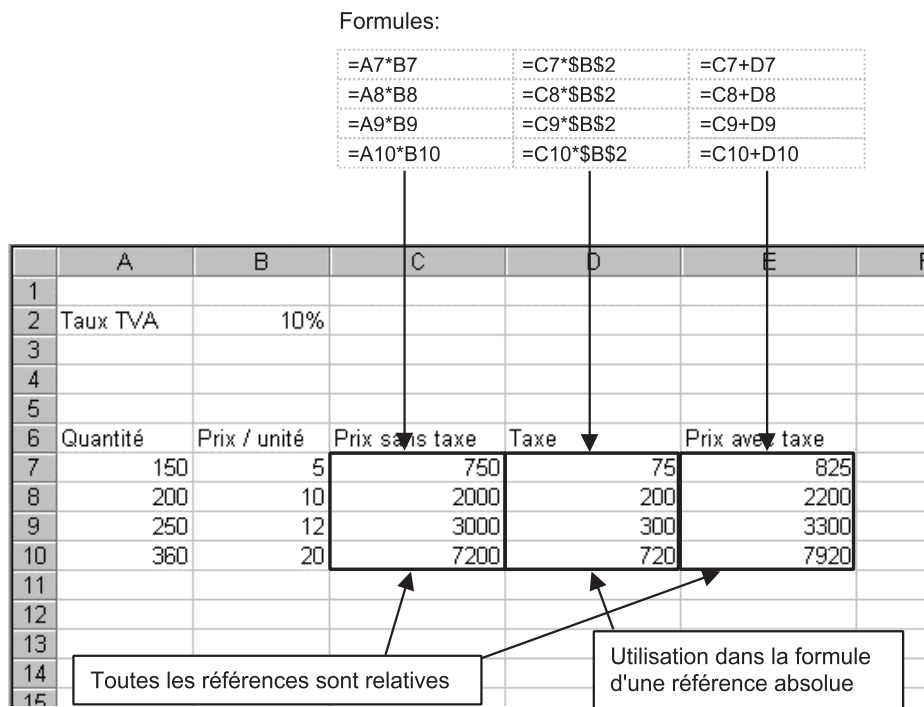 Formules:
=A7*B7 =C7*$B$2 =C7+D7
=A8*B8 =C8*$B$2 =C8+D8
=A9*B9 =C9*$B$2 =C9+D9
=A10*B10 =C10*$B$2 =C10+D10
A B C D E F
1
2 Taux TVA 10%
3
4
5
6 Quantité Prix / unité Prix sans taxe Taxe Prix avec taxe
7 150 5 750 75 825
8 200 10 2000 200 2200
9 250 12 3000 300 3300
10 360 20 7200 720 7920
11
12
13
14
15
Toutes les références sont relatives
Utilisation dans la formule
d'une référence absolue